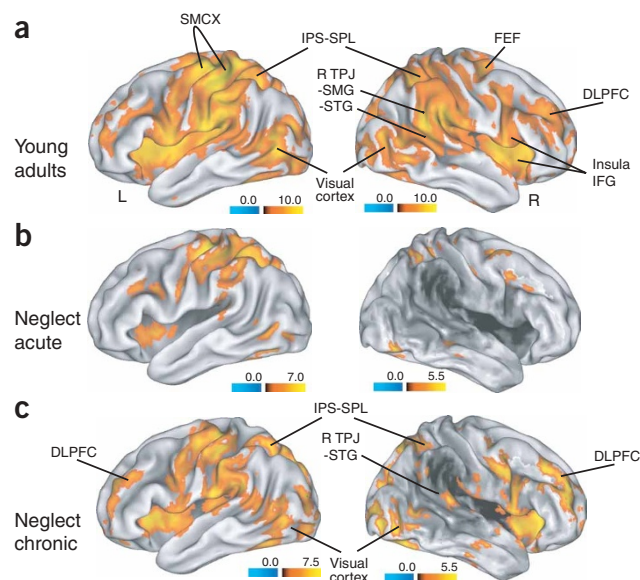 a
SMCX
IPS-SPL
FEF
R TPJ
-SMG
-STG
DLPFC
Young
adults
Visual
cortex
Insula
IFG
L
R
0.0 10.0
0.0 10.0
b
Neglect
acute
0.0 7.0
0.0 5.5
c
IPS-SPL
R TPJ
-STG
DLPFC
DLPFC
Neglect
chronic
Visual
cortex
0.0 7.5
0.0 5.5